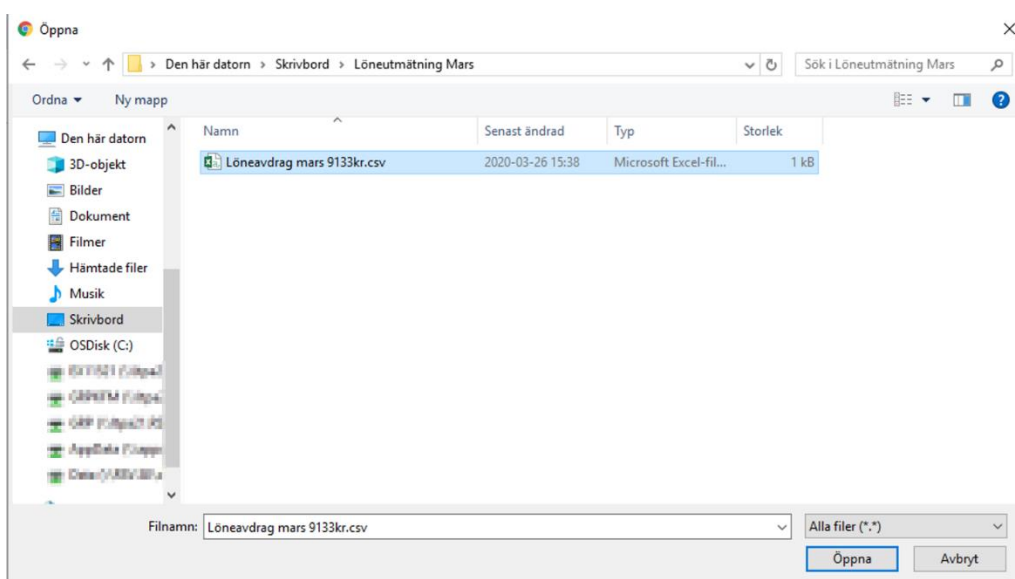 Öppna
Den här datorn > Skrivbord > Löneutmätning Mars
Sök i Löneutmätning Mars
Ordna Ny mapp
Namn Senast ändrad Typ Storlek
Löneavdrag mars 9133kr.csv 2020-03-26 15:38 Microsoft Excel-fil... 1 kB
Den här datorn
3D-objekt
Bilder
Dokument
Filmer
Hämtade filer
Musik
Skrivbord
OSDisk (C:)
Filnamn: Löneavdrag mars 9133kr.csv Alla filer (*.*)
Öppna Avbryt